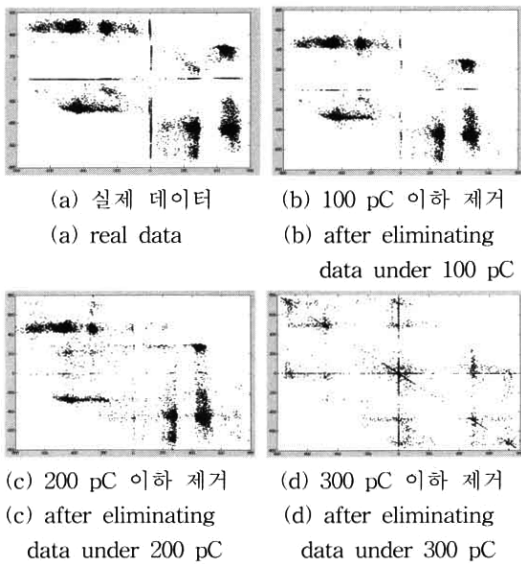 (a) 실제 데이터
(a) real data
(b) 100 pC 이하 제거
(b) after eliminating
data under 100 pC
(c) 200 pC 이하 제거
(c) after eliminating
data under 200 pC
(d) 300 pC 이하 제거
(d) after eliminating
data under 300 pC